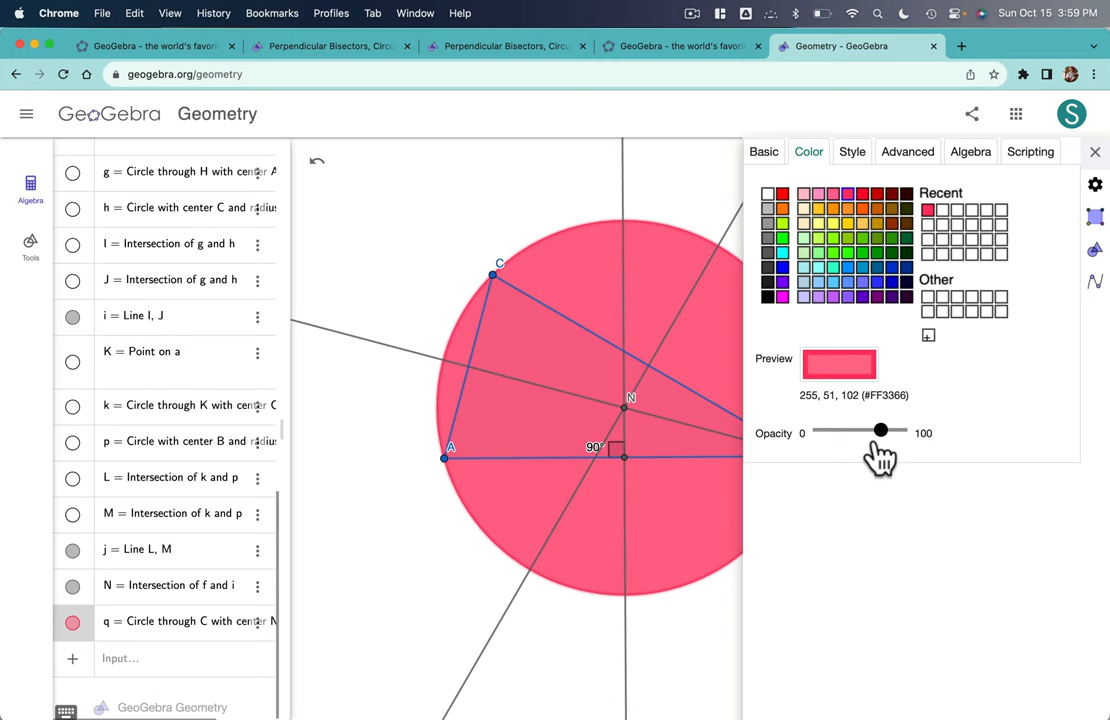 Chrome File Edit View History Bookmarks Profiles Tab Window Help Sun Oct 15 3:59 PM
GeoGebra - the world's favori Perpendicular Bisectors, Circu Perpendicular Bisectors, Circu GeoGebra - the world's favori Geometry - GeoGebra
geogebra.org/geometry
GeoGebra Geometry S
Algebra
Tools
g = Circle through H with center A
h = Circle with center C and radius
I = Intersection of g and h
J = Intersection of g and h
i = Line I, J
K = Point on a
k = Circle through K with center C
p = Circle with center B and radius
L = Intersection of k and p
M = Intersection of k and p
j = Line L, M
N = Intersection of f and i
q = Circle through C with center N
Input...
GeoGebra Geometry
C
N
90°
A
Basic Color Style Advanced Algebra Scripting
Recent
Other
Preview
255, 51, 102 (#FF3366)
Opacity 0 100